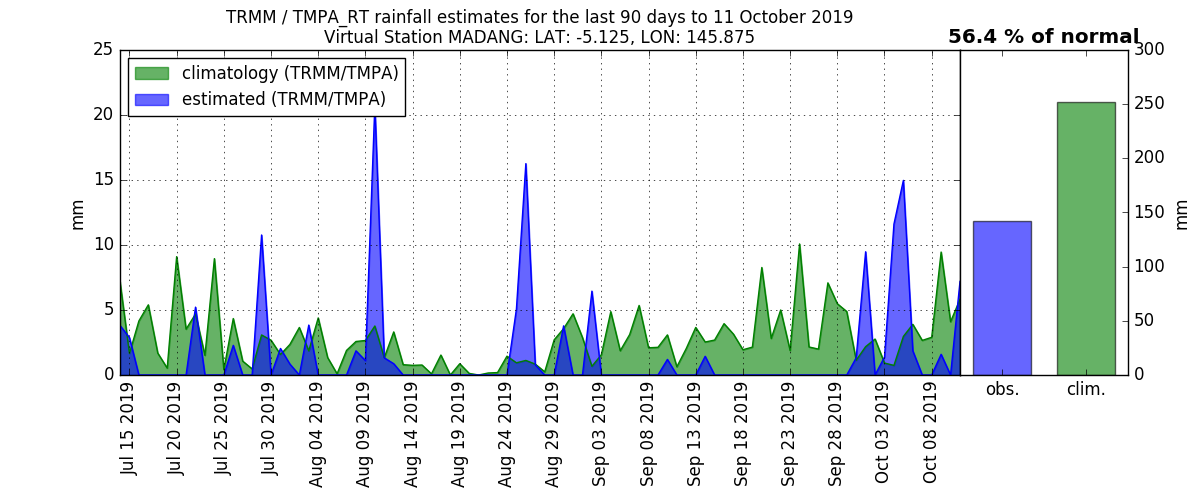 TRMM / TMPA_RT rainfall estimates for the last 90 days to 11 October 2019
Virtual Station MADANG: LAT: -5.125, LON: 145.875
56.4 % of normal
climatology (TRMM/TMPA)
estimated (TRMM/TMPA)
mm
25
20
15
10
5
0
Jul 15 2019
Jul 20 2019
Jul 25 2019
Jul 30 2019
Aug 04 2019
Aug 09 2019
Aug 14 2019
Aug 19 2019
Aug 24 2019
Aug 29 2019
Sep 03 2019
Sep 08 2019
Sep 13 2019
Sep 18 2019
Sep 23 2019
Sep 28 2019
Oct 03 2019
Oct 08 2019
obs.
clim.
300
250
200
150
100
50
0
mm